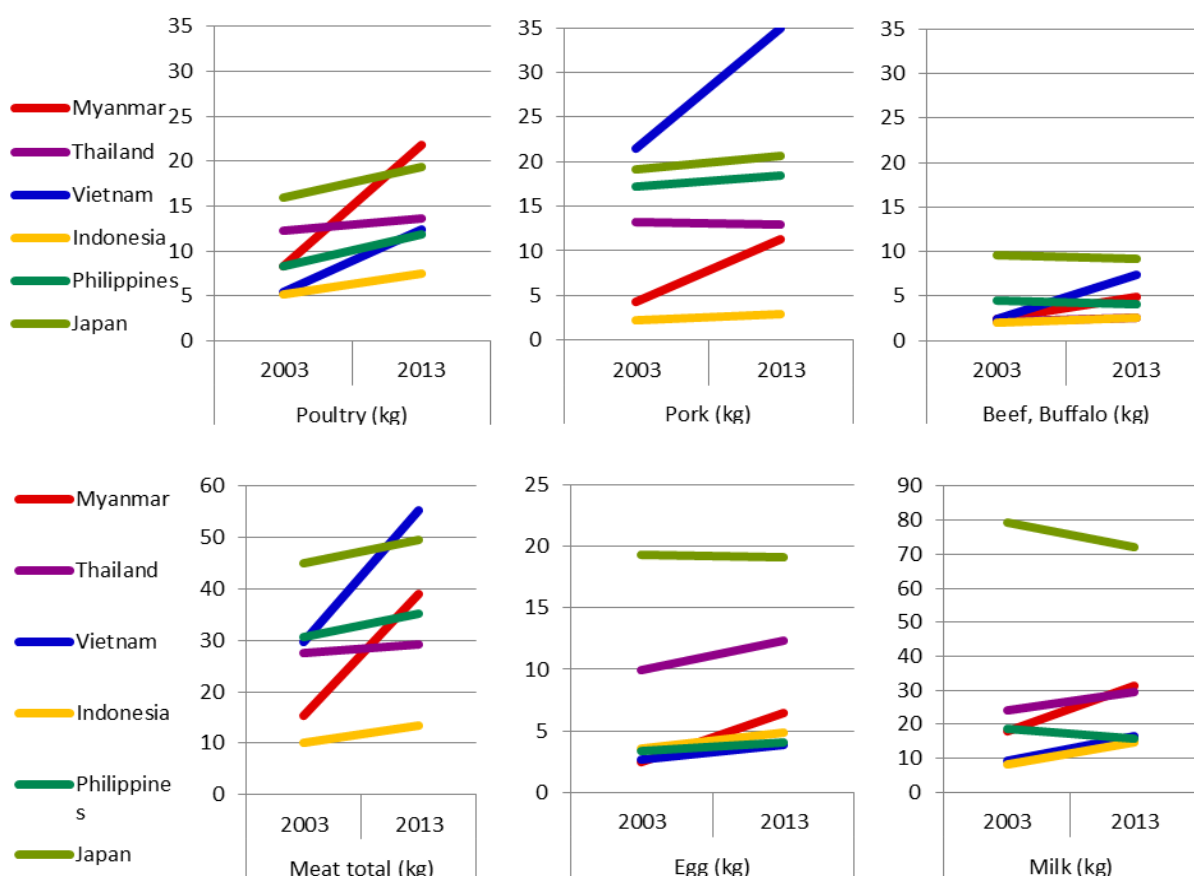 Myanmar
Thailand
Vietnam
Indonesia
Philippines
Japan
35
30
25
20
15
10
5
0
2003 2013
Poultry (kg)
35
30
25
20
15
10
5
0
2003 2013
Pork (kg)
35
30
25
20
15
10
5
0
2003 2013
Beef, Buffalo (kg)
Myanmar
Thailand
Vietnam
Indonesia
Philippine
s
Japan
60
50
40
30
20
10
0
2003 2013
Meat total (kg)
25
20
15
10
5
0
2003 2013
Egg (kg)
90
80
70
60
50
40
30
20
10
0
2003 2013
Milk (kg)